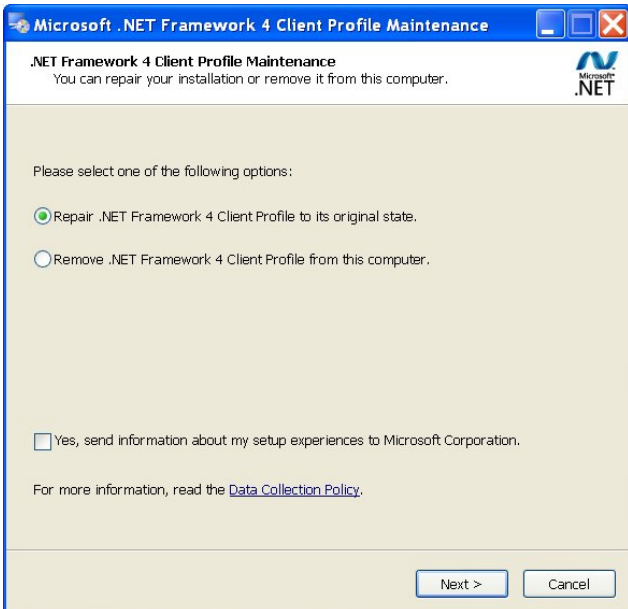 Microsoft .NET Framework 4 Client Profile Maintenance
.NET Framework 4 Client Profile Maintenance
You can repair your installation or remove it from this computer.
Microsoft
.NET
Please select one of the following options:
Repair .NET Framework 4 Client Profile to its original state.
Remove .NET Framework 4 Client Profile from this computer.
Yes, send information about my setup experiences to Microsoft Corporation.
For more information, read the Data Collection Policy.
Next >
Cancel